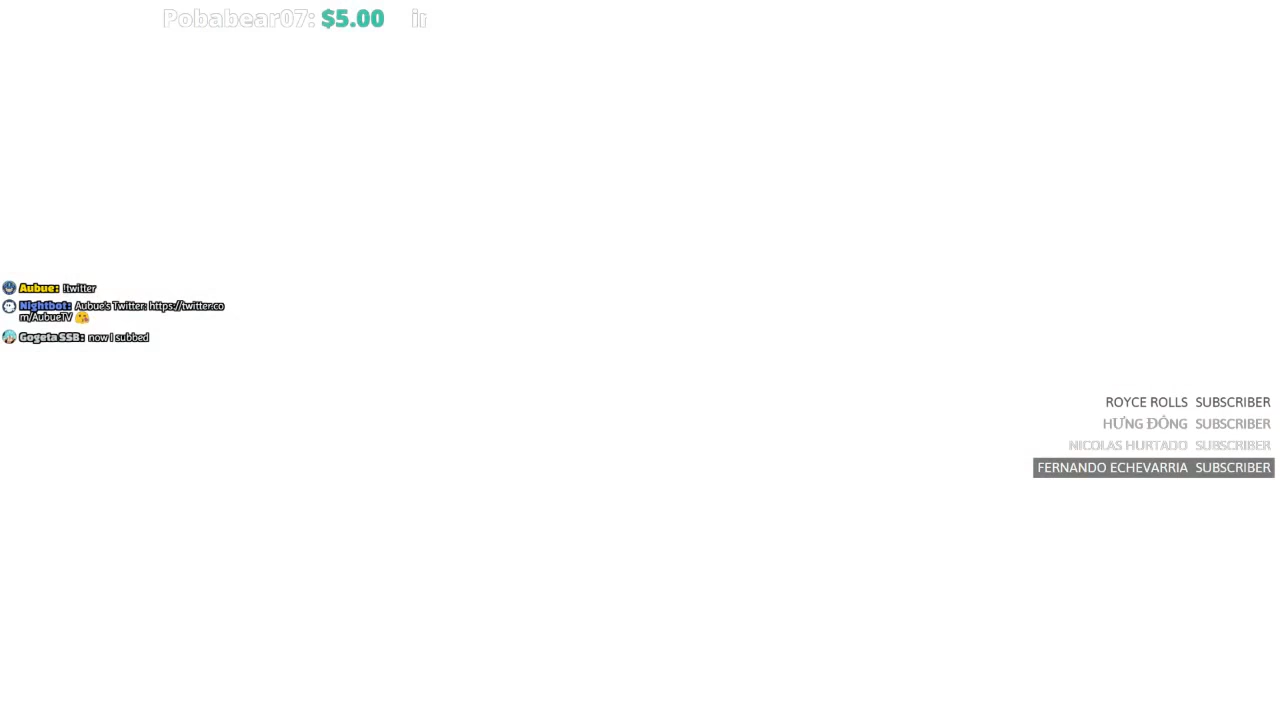 Pobabear07: $5.00
Aubue: !twitter
Nightbot: Aubue's Twitter: https://twitter.co
m/AubueTV 😘
Gogeta SSB: now I subbed
ROYCE ROLLS SUBSCRIBER
HƯNG ĐÔNG SUBSCRIBER
NICOLAS HURTADO SUBSCRIBER
FERNANDO ECHEVARRIA SUBSCRIBER